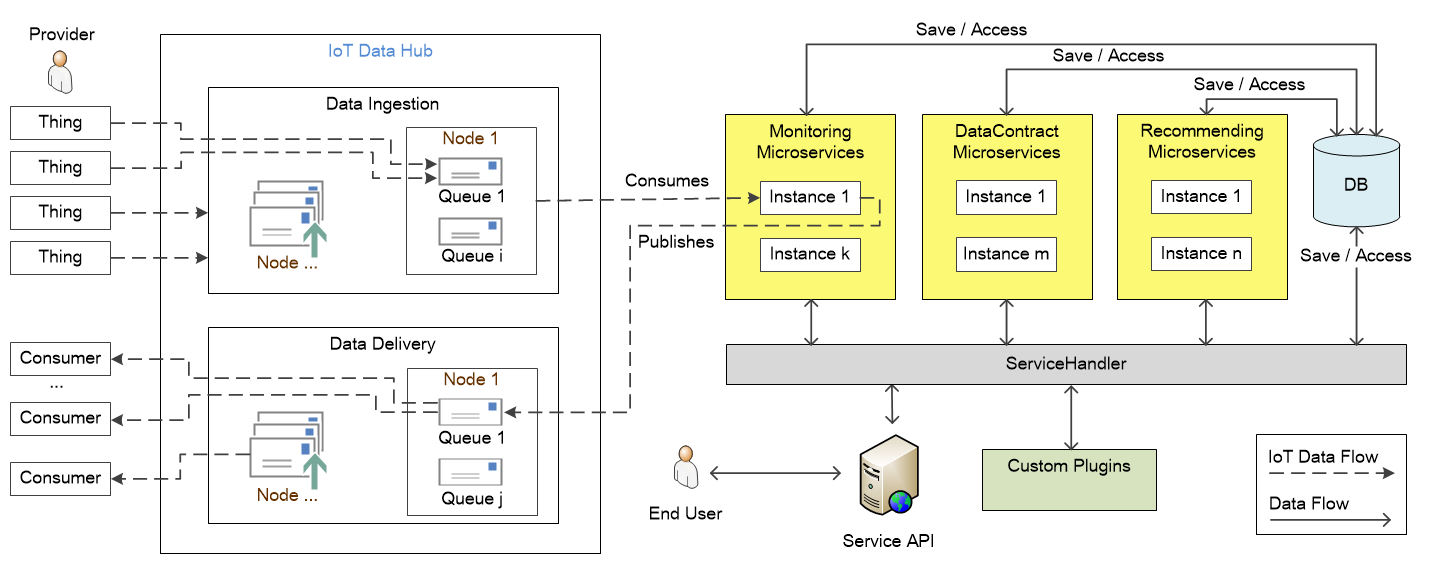 Provider
Thing
Thing
Thing
Thing
Consumer
...
Consumer
Consumer
IoT Data Hub
Data Ingestion
Node 1
Queue 1
Queue i
Node ...
Data Delivery
Node 1
Queue 1
Queue j
Node ...
Consumes
Publishes
Save / Access
Save / Access
Save / Access
Monitoring
Microservices
Instance 1
Instance k
DataContract
Microservices
Instance 1
Instance m
Recommending
Microservices
Instance 1
Instance n
DB
Save / Access
ServiceHandler
End User
Service API
Custom Plugins
IoT Data Flow
Data Flow